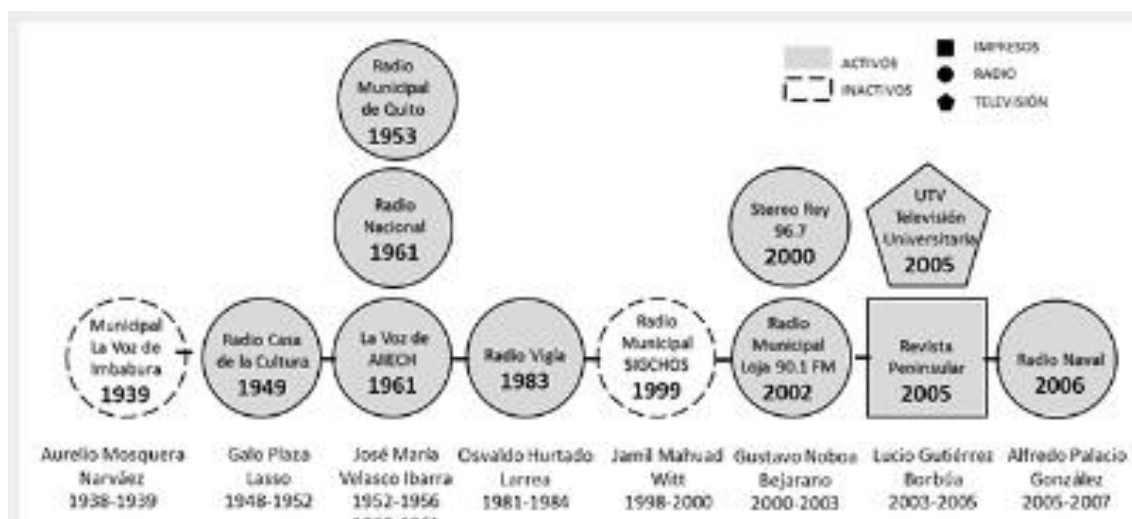 Radio
Municipal
de Quito
1953
ACTIVOS
INACTIVOS
IMPRESOS
RADIO
TELEVISIÓN
Radio
Nacional
1961
Stereo Rey
96.7
2000
UTV
Televisión
Universitaria
2005
Municipal
La Voz de
Imbabura
1939
Radio Casa
de la Cultura
1949
La Voz de
AIIECH
1961
Radio Vigía
1983
Radio
Municipal
SIGCHOS
1999
Radio
Municipal
Loja 90.1 FM
2002
Revista
Peninsular
2005
Radio Naval
2006
Aurelio Mosquera
Narváez
1938-1939
Galo Plaza
Lasso
1948-1952
José María
Velasco Ibarra
1952-1956
Osvaldo Hurtado
Larrea
1981-1984
Jamil Mahuad
Witt
1998-2000
Gustavo Noboa
Bejarano
2000-2003
Lucio Gutiérrez
Borbúa
2003-2005
Alfredo Palacio
González
2005-2007